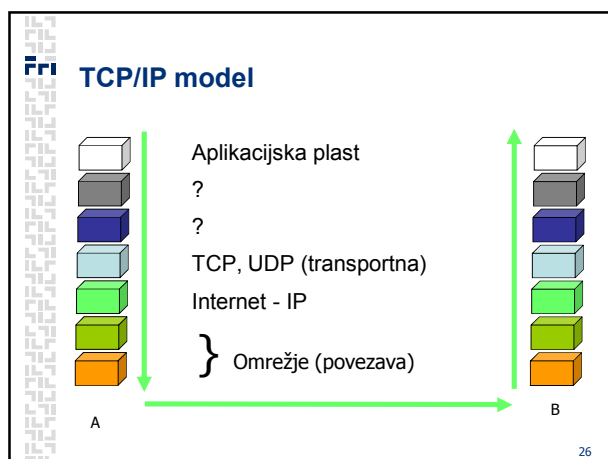 Fri
TCP/IP model
Aplikacijska plast
?
?
TCP, UDP (transportna)
Internet - IP
} Omrežje (povezava)
A
B
26